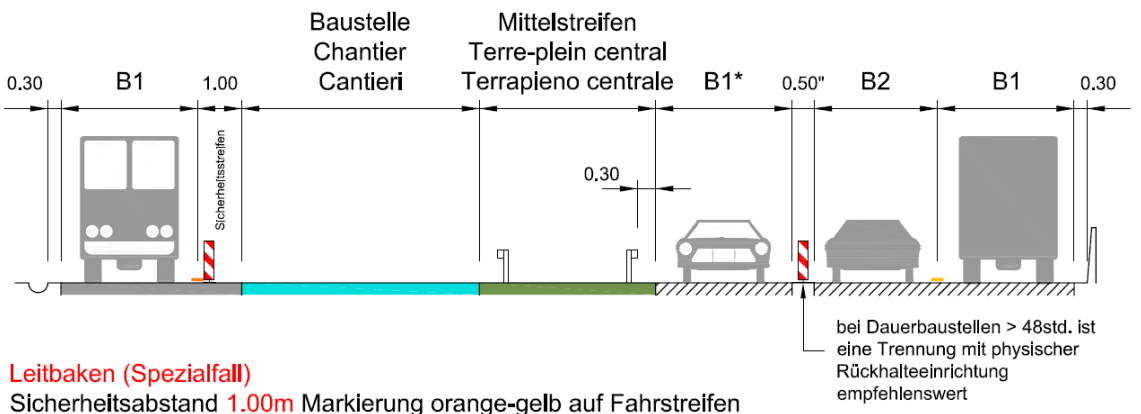 Baustelle
Chantier
Cantieri
Mittelstreifen
Terre-plein central
Terrapieno centrale
0.30
B1
1.00
B1*
0.50"
B2
B1
0.30
Sicherheitsstreifen
0.30
bei Dauerbaustellen > 48std. ist
eine Trennung mit physischer
Rückhalteeinrichtung
empfehlenswert
Leitbaken (Spezialfall)
Sicherheitsabstand 1.00m Markierung orange-gelb auf Fahrstreifen